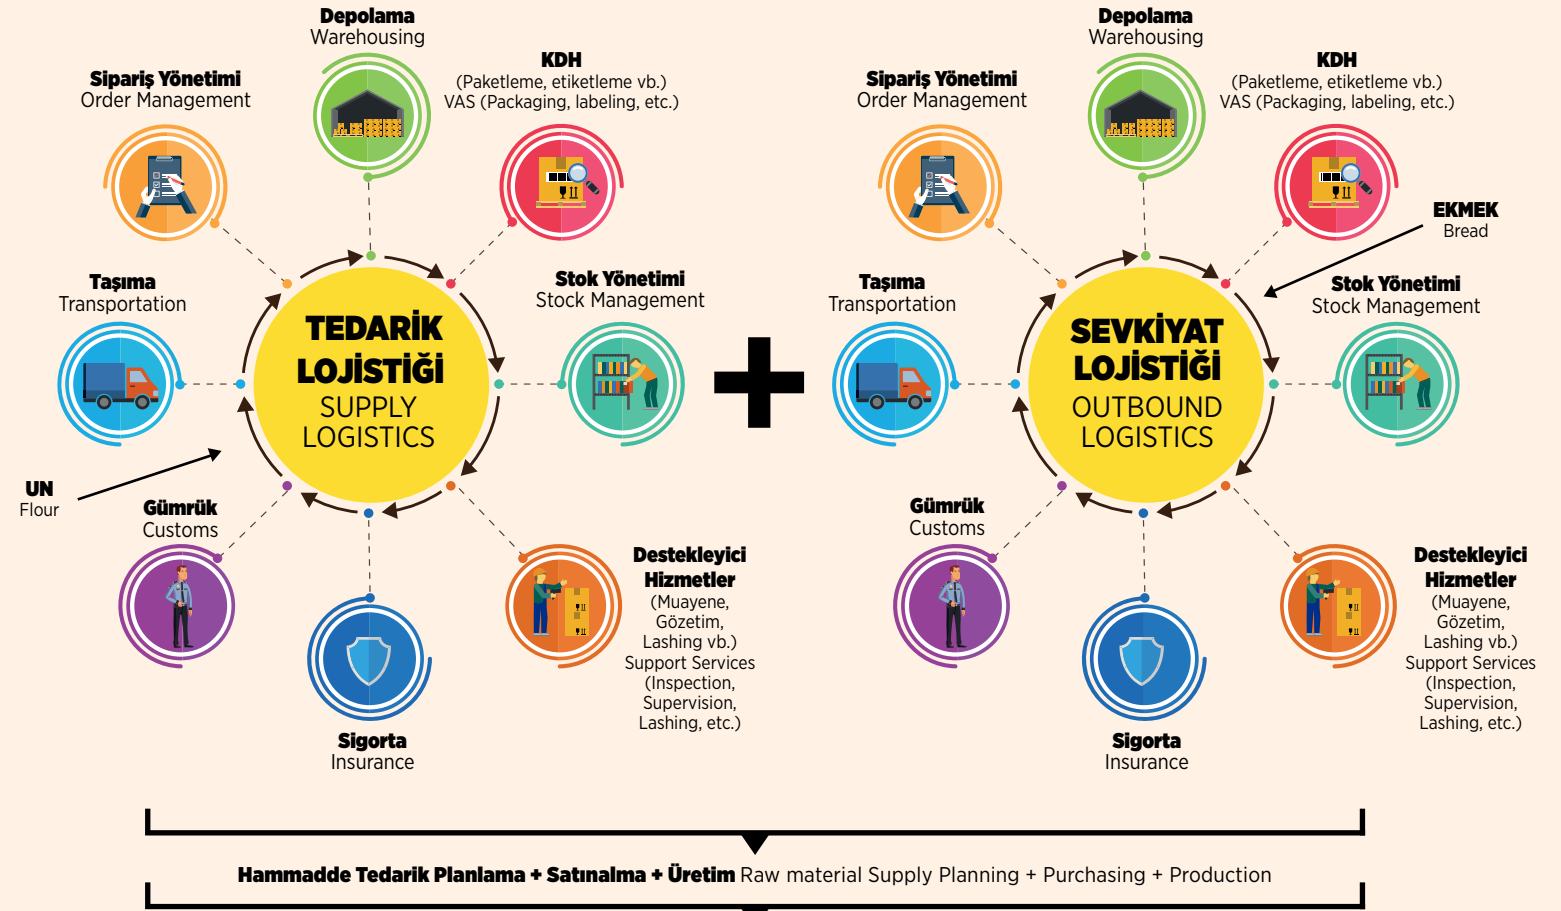 Depolama
Warehousing
KDH
(Paketleme, etiketleme vb.)
VAS (Packaging, labeling, etc.)
Sipariş Yönetimi
Order Management
Taşıma
Transportation
Stok Yönetimi
Stock Management
TEDARİK
LOJİSTİĞİ
SUPPLY
LOGISTICS
UN
Flour
Gümrük
Customs
Destekleyici
Hizmetler
(Muayene,
Gözetim,
Lashing vb.)
Support Services
(Inspection,
Supervision,
Lashing, etc.)
Sigorta
Insurance
+
Depolama
Warehousing
KDH
(Paketleme, etiketleme vb.)
VAS (Packaging, labeling, etc.)
Sipariş Yönetimi
Order Management
EKMEK
Bread
Taşıma
Transportation
Stok Yönetimi
Stock Management
SEVKİYAT
LOJİSTİĞİ
OUTBOUND
LOGISTICS
Gümrük
Customs
Destekleyici
Hizmetler
(Muayene,
Gözetim,
Lashing vb.)
Support Services
(Inspection,
Supervision,
Lashing, etc.)
Sigorta
Insurance
Hammadde Tedarik Planlama + Satınalma + Üretim Raw material Supply Planning + Purchasing + Production